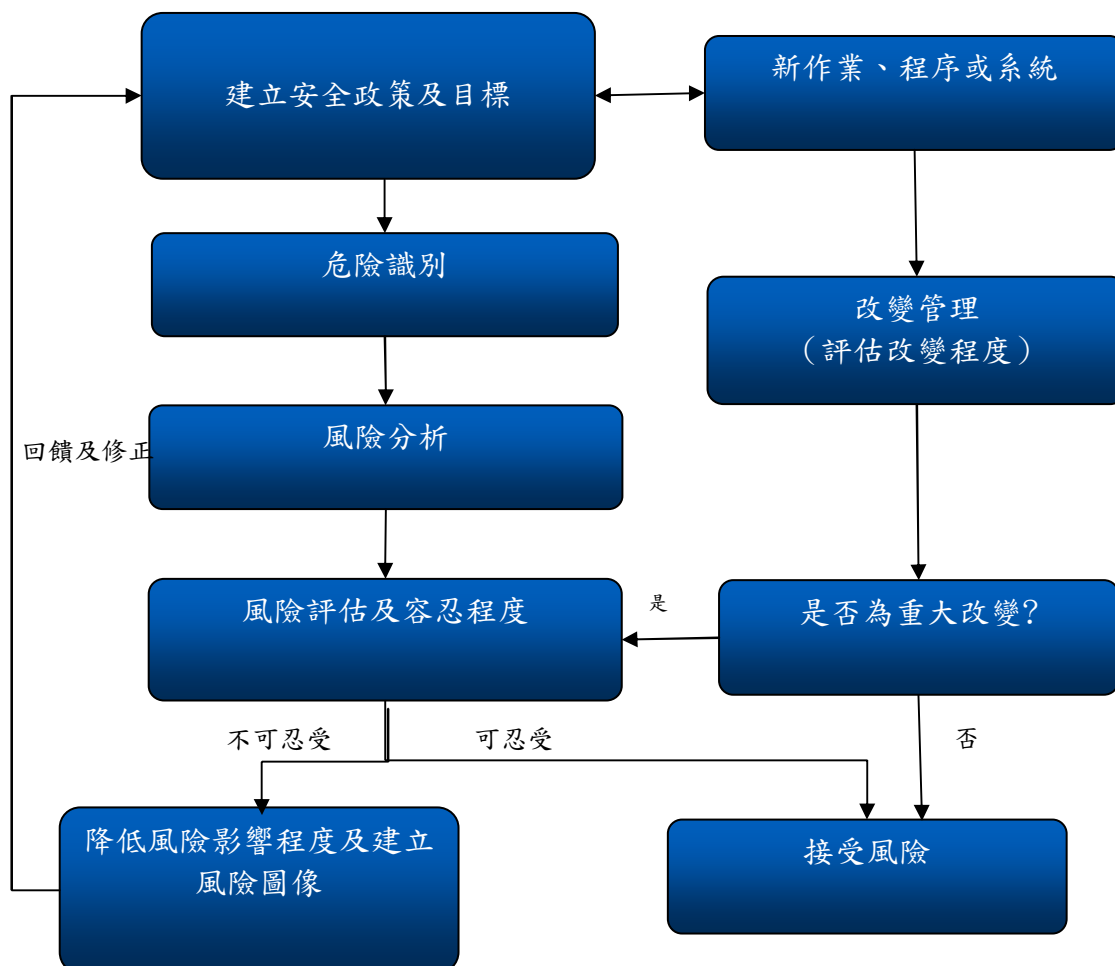 建立安全政策及目標
新作業、程序或系統
危險識別
改變管理
（評估改變程度）
回饋及修正
風險分析
風險評估及容忍程度
是
是否為重大改變?
不可忍受
可忍受
否
降低風險影響程度及建立
風險圖像
接受風險